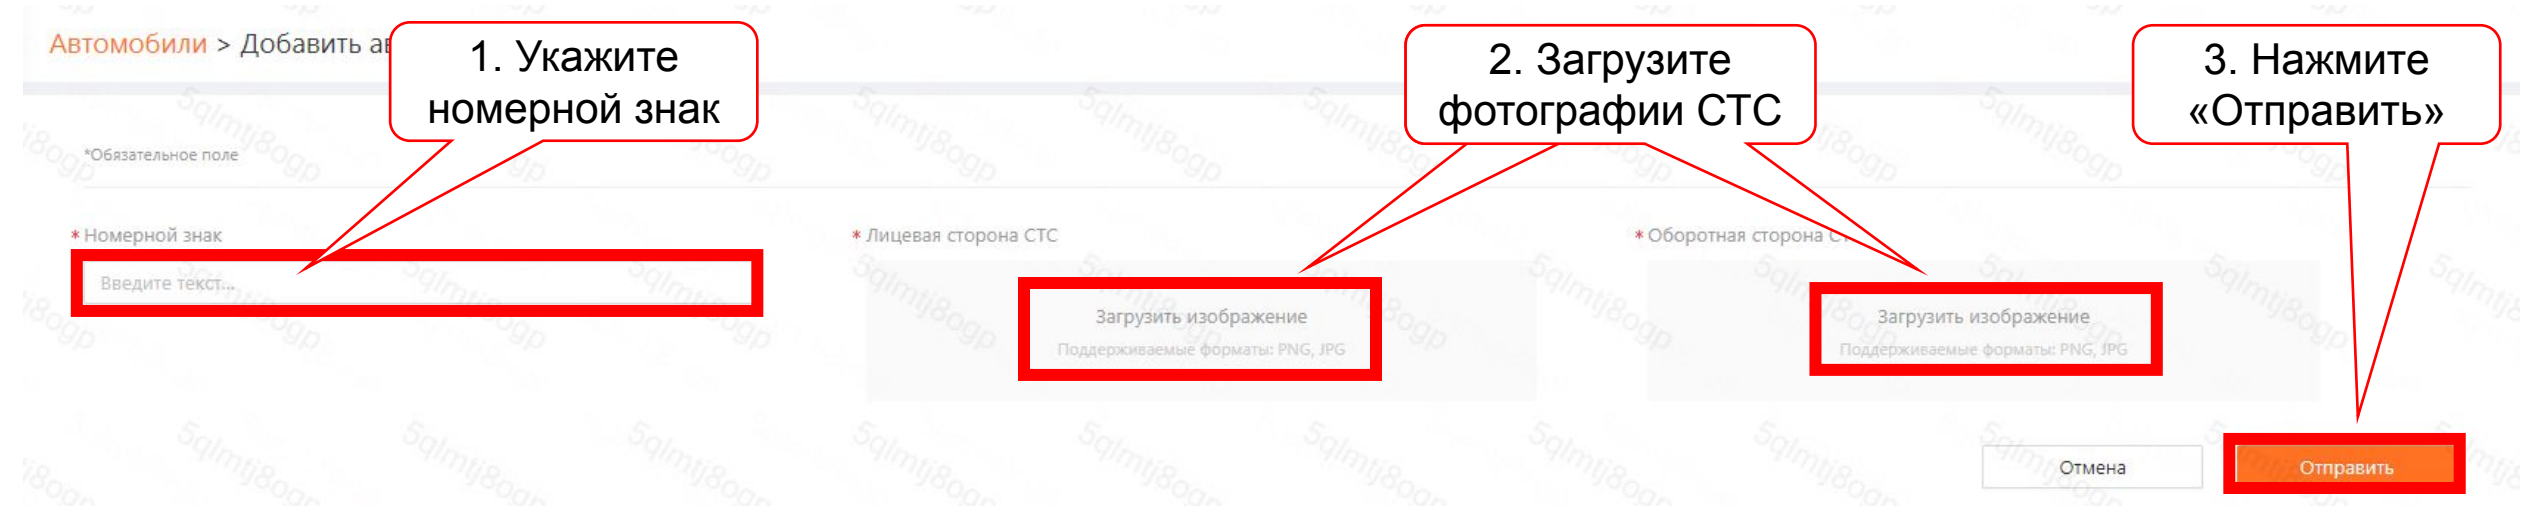 Автомобили > Добавить
1. Укажите
номерной знак
2. Загрузите
фотографии СТС
3. Нажмите
«Отправить»
*Обязательное поле
* Номерной знак
* Лицевая сторона СТС
* Оборотная сторона
Введите текст...
Загрузить изображение
Поддерживаемые форматы: PNG, JPG
Загрузить изображение
Поддерживаемые форматы: PNG, JPG
Отмена
Отправить